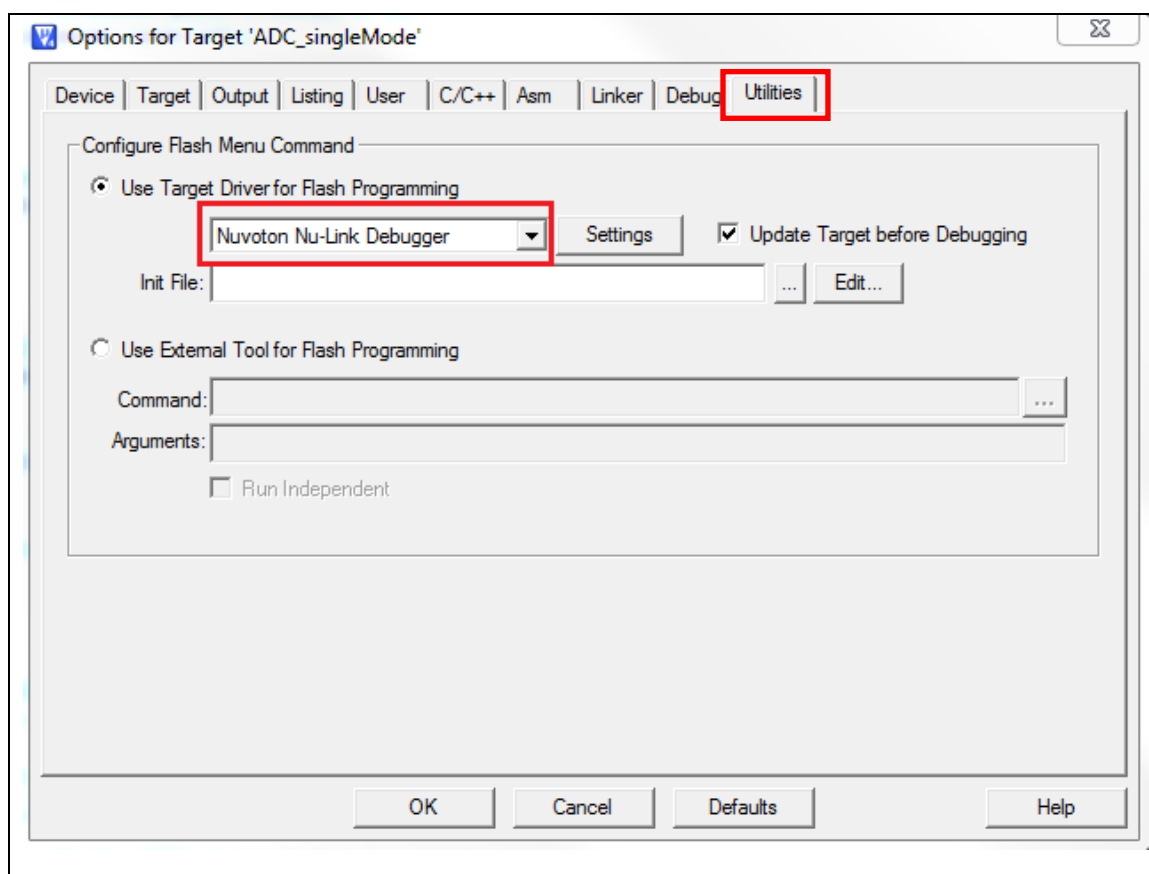 Options for Target 'ADC_singleMode'
Device Target Output Listing User C/C++ Asm Linker Debug Utilities
Configure Flash Menu Command
Use Target Driver for Flash Programming
Nuvoton Nu-Link Debugger Settings Update Target before Debugging
Init File: ... Edit...
Use External Tool for Flash Programming
Command: ...
Arguments:
Run Independent
OK Cancel Defaults Help